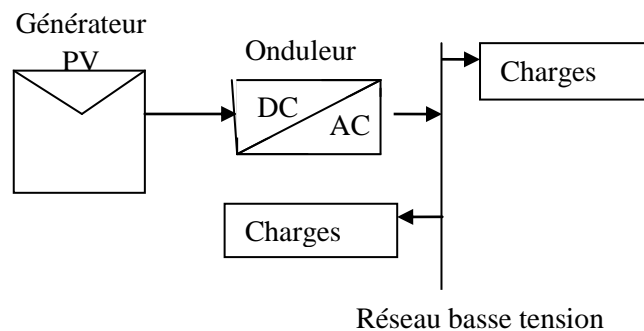 Générateur
PV
Onduleur
DC
AC
Charges
Charges
Réseau basse tension